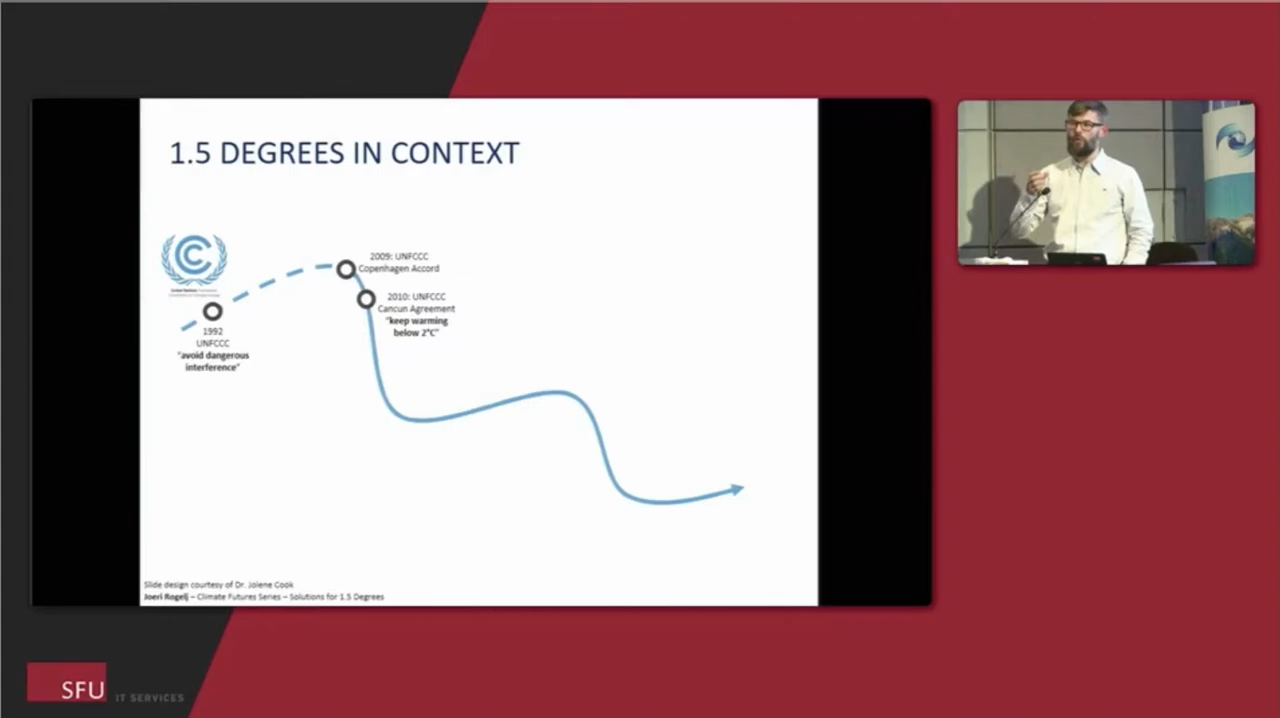 1.5 DEGREES IN CONTEXT
2009: UNFCCC
Copenhagen Accord
2010: UNFCCC
Cancun Agreement
"keep warming
below 2°C"
1992
UNFCCC
"avoid dangerous
interference"
Slide design courtesy of Dr. Jolene Cook
Joeri Rogelj – Climate Futures Series – Solutions for 1.5 Degrees
SFU IT SERVICES